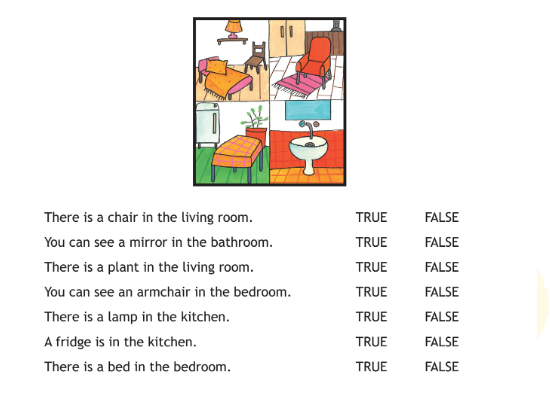 There is a chair in the living room. TRUE FALSE
You can see a mirror in the bathroom. TRUE FALSE
There is a plant in the living room. TRUE FALSE
You can see an armchair in the bedroom. TRUE FALSE
There is a lamp in the kitchen. TRUE FALSE
A fridge is in the kitchen. TRUE FALSE
There is a bed in the bedroom. TRUE FALSE